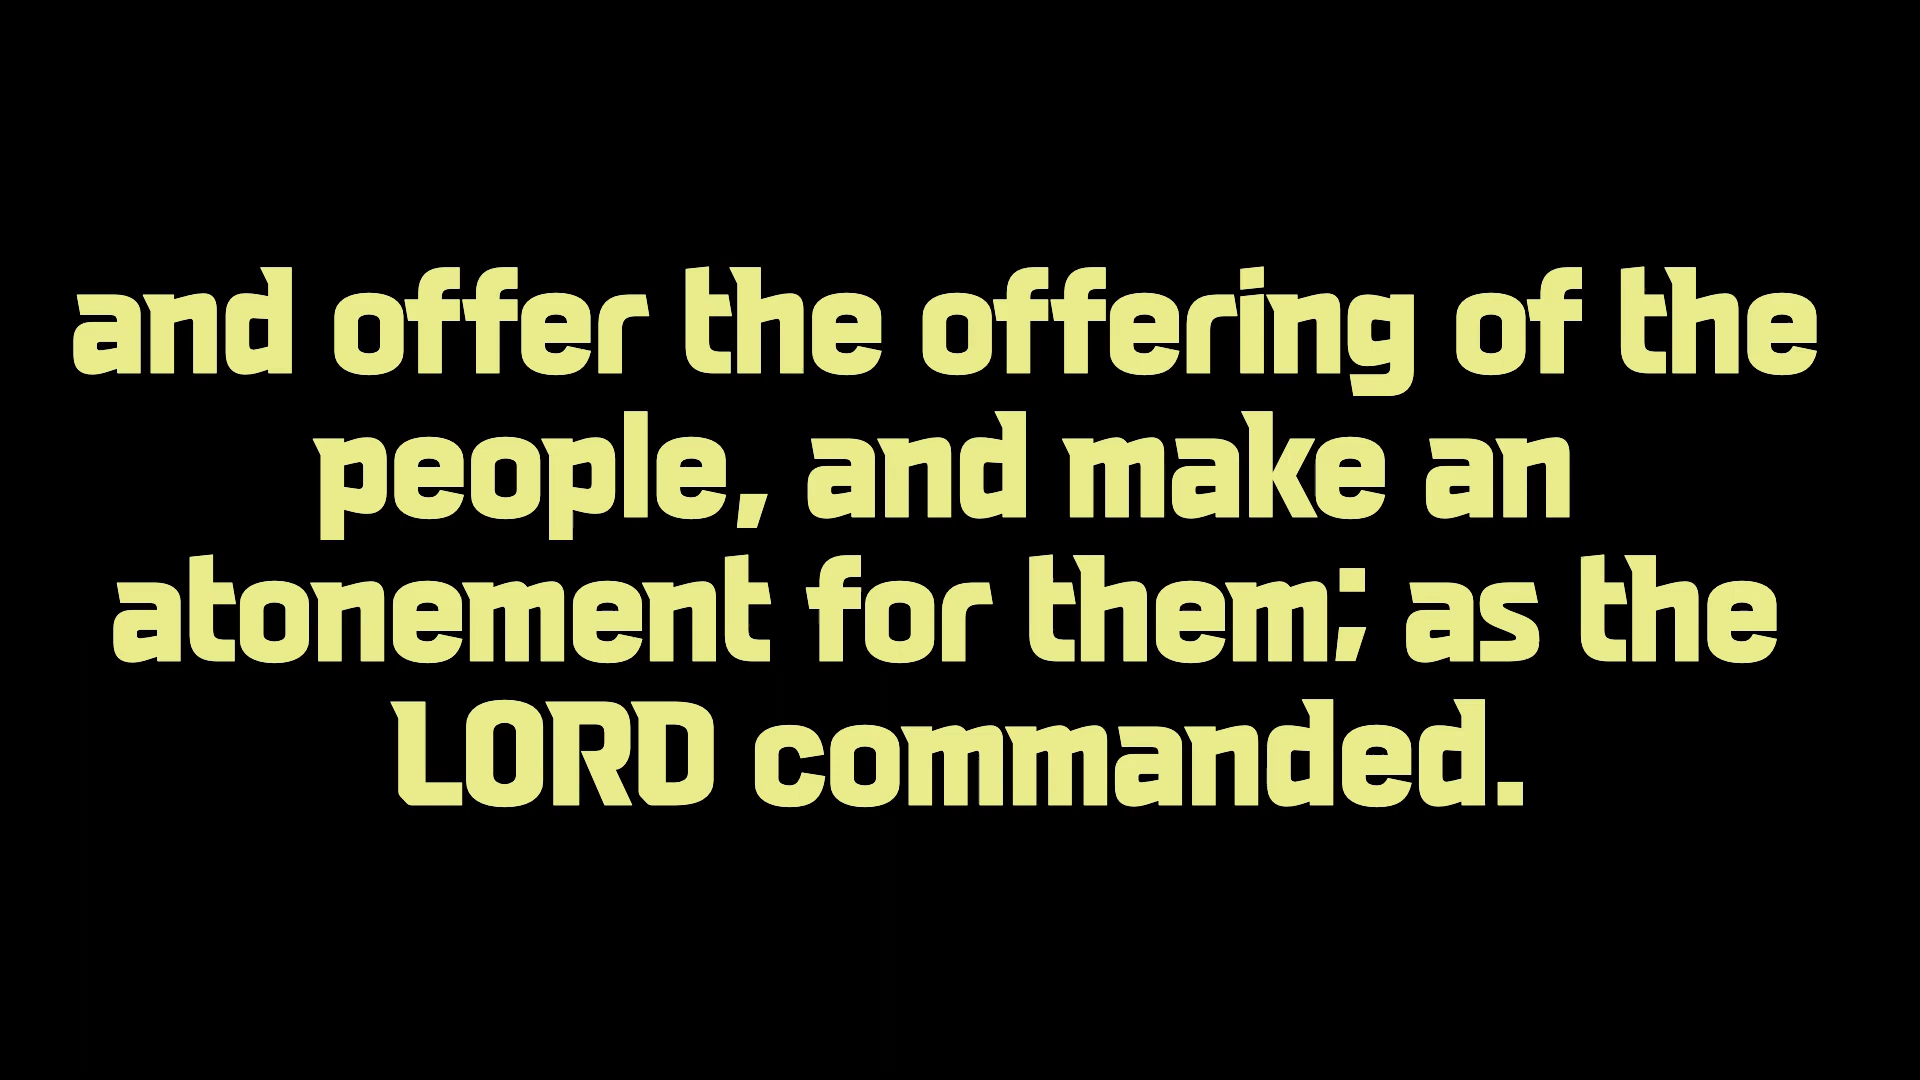 and offer the offering of the
people, and make an
atonement for them; as the
LORD commanded.